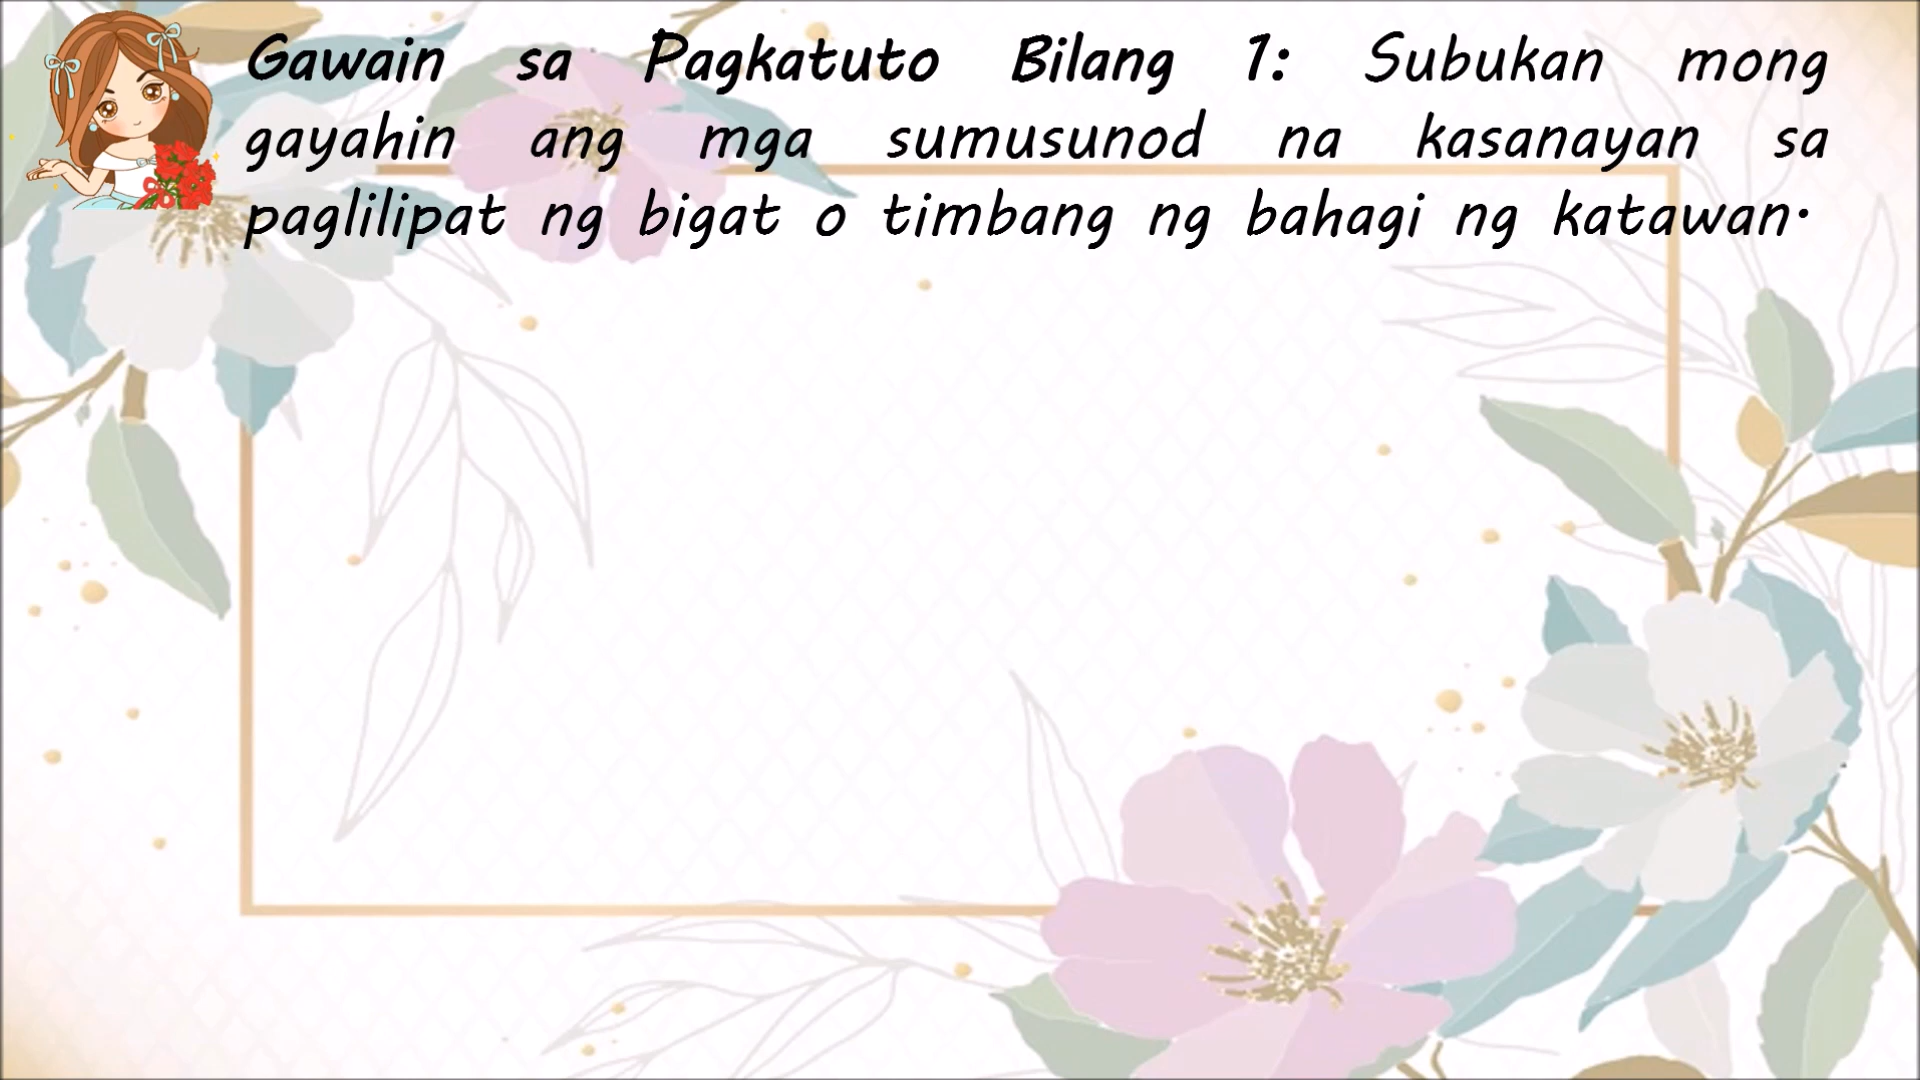 Gawain sa Pagkatuto Bilang 1: Subukan mong
gayahin ang mga sumusunod na kasanayan sa
paglilipat ng bigat o timbang ng bahagi ng katawan.